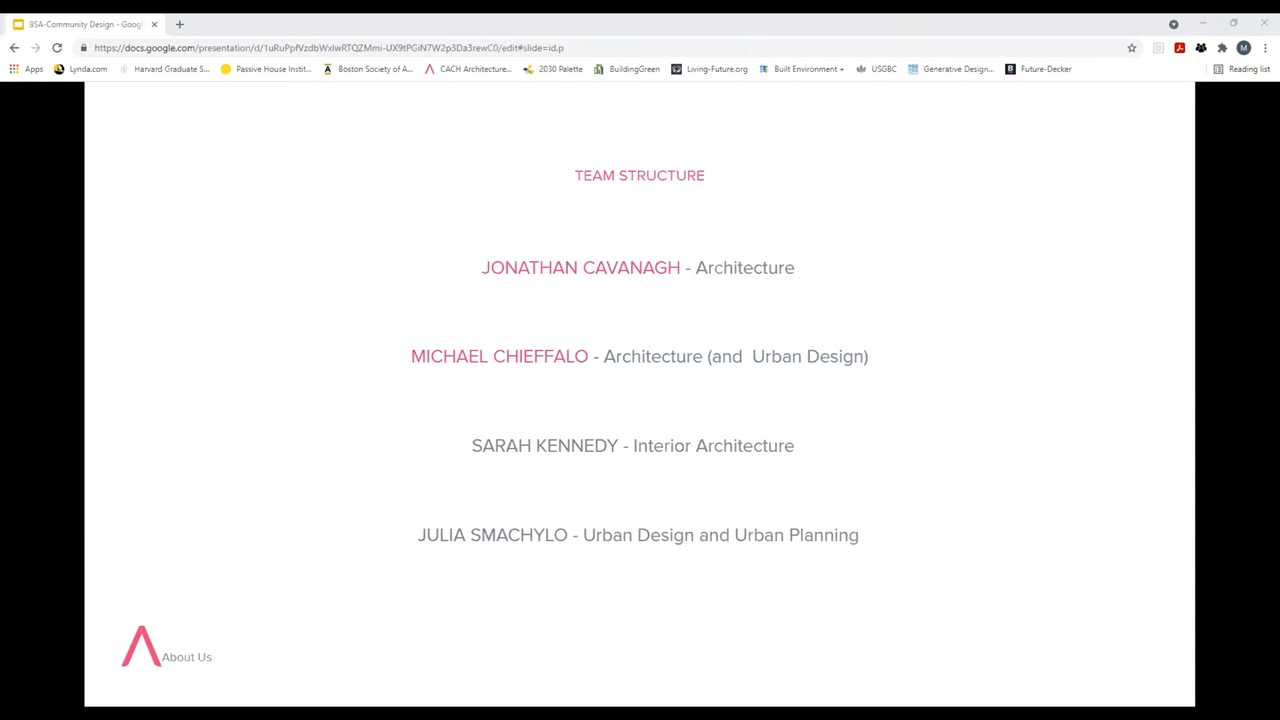 BSA-Community Design - Goog
https://docs.google.com/presentation/d/1uRuPpfVzdbWxlwRTQZMmi-UX9tPGiN7W2p3Da3rewC0/edit#slide=id.p
M
Apps Lynda.com Harvard Graduate S... Passive House Instit... Boston Society of A... CACH Architecture... 2030 Palette BuildingGreen Living-Future.org Built Environment + USGBC Generative Design... Future-Decker Reading list
TEAM STRUCTURE
JONATHAN CAVANAGH - Architecture
MICHAEL CHIEFFALO - Architecture (and Urban Design)
SARAH KENNEDY - Interior Architecture
JULIA SMACHYLO - Urban Design and Urban Planning
About Us